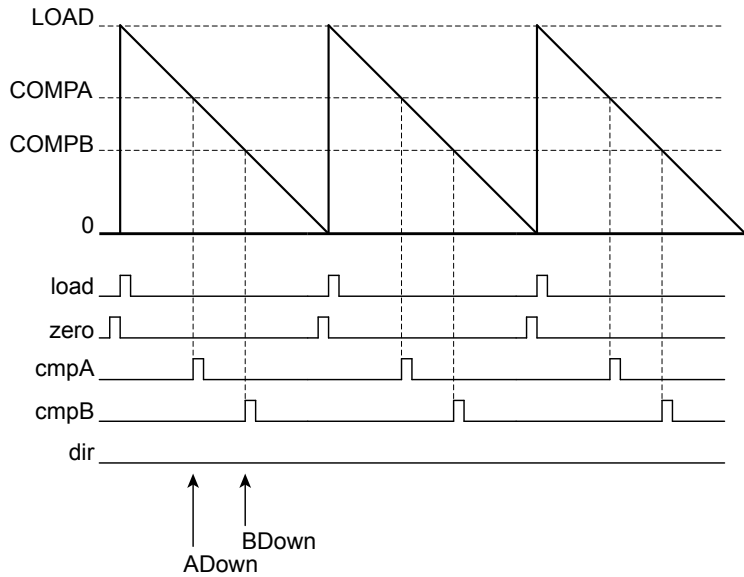 LOAD
COMPA
COMPB
0
load
zero
cmpA
cmpB
dir
BDown
ADown